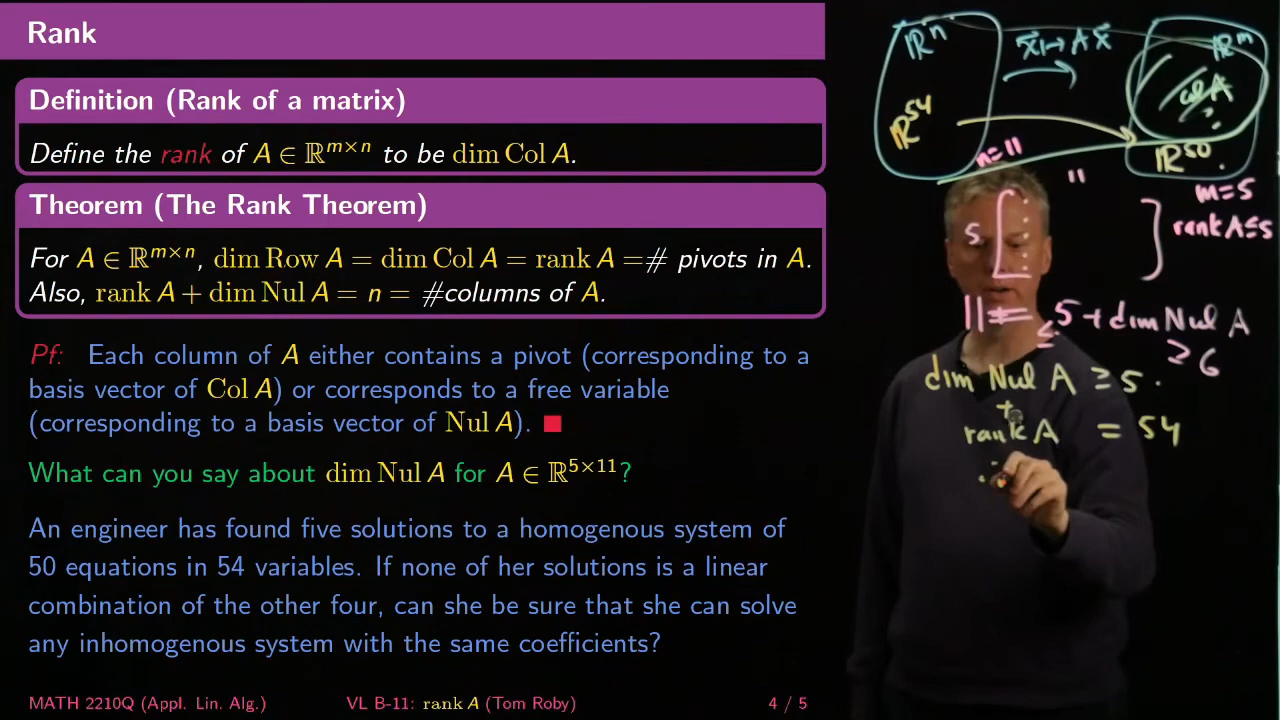 Rank
Definition (Rank of a matrix)
Define the rank of A ∈ ℝ^{m×n} to be dim Col A.
Theorem (The Rank Theorem)
For A ∈ ℝ^{m×n}, dim Row A = dim Col A = rank A =# pivots in A.
Also, rank A + dim Nul A = n = #columns of A.
Pf: Each column of A either contains a pivot (corresponding to a
basis vector of Col A) or corresponds to a free variable
(corresponding to a basis vector of Nul A). ■
What can you say about dim Nul A for A ∈ ℝ^{5×11}?
An engineer has found five solutions to a homogenous system of
50 equations in 54 variables. If none of her solutions is a linear
combination of the other four, can she be sure that she can solve
any inhomogenous system with the same coefficients?
MATH 2210Q (Appl. Lin. Alg.) VL B-11: rank A (Tom Roby) 4 / 5
ℝⁿ x⃗ ↦ A x⃗ ℝᵐ
Col A
ℝ⁵⁴ ℝ⁵⁰
n=11 11 m=5
5 rank A ≤ 5
11 = ≤ 5 + dim Nul A
≥ 6
dim Nul A ≥ 5.
+
rank A = 54